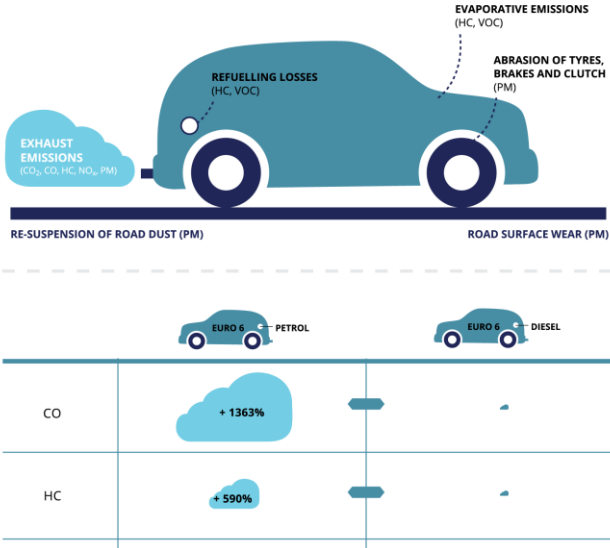 EVAPORATIVE EMISSIONS
(HC, VOC)
REFUELLING LOSSES
(HC, VOC)
ABRASION OF TYRES,
BRAKES AND CLUTCH
(PM)
EXHAUST
EMISSIONS
(CO₂, CO, HC, NOₓ, PM)
RE-SUSPENSION OF ROAD DUST (PM)
ROAD SURFACE WEAR (PM)
EURO 6 PETROL
EURO 6 DIESEL
CO
+ 1363%
HC
+ 590%